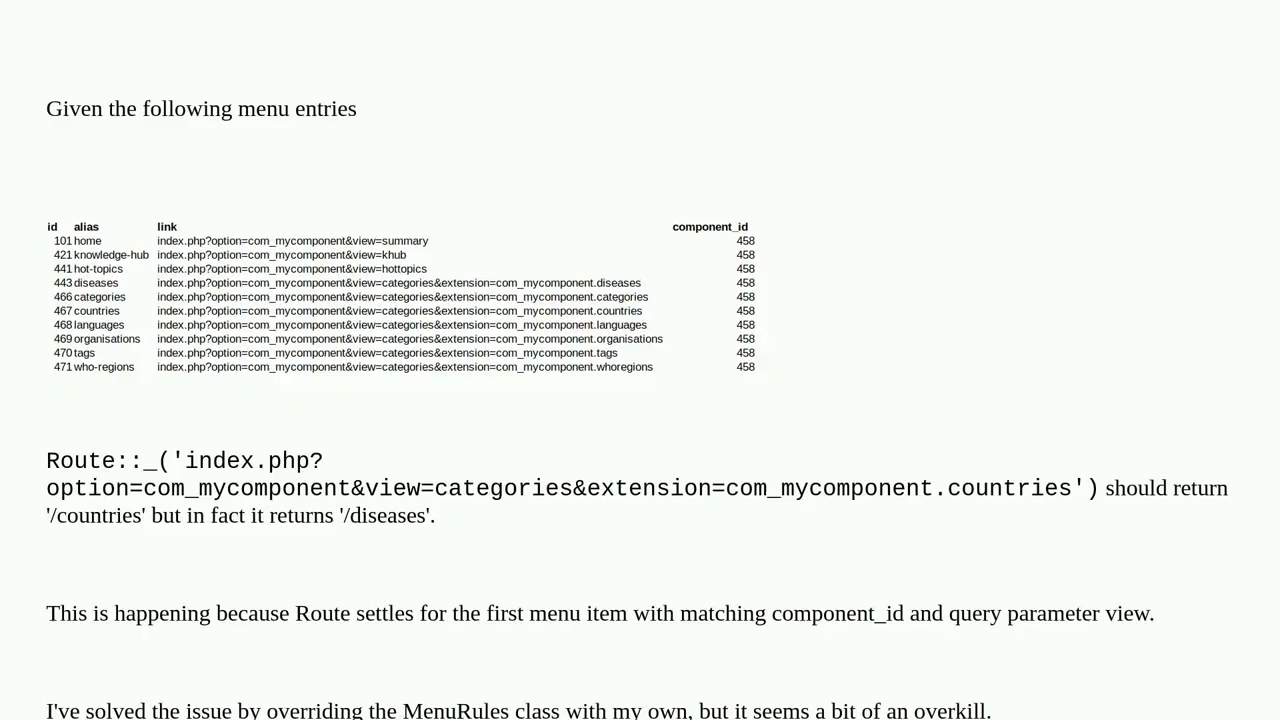 Given the following menu entries
id alias link component_id
101 home index.php?option=com_mycomponent&view=summary 458
421 knowledge-hub index.php?option=com_mycomponent&view=khub 458
441 hot-topics index.php?option=com_mycomponent&view=hottopics 458
443 diseases index.php?option=com_mycomponent&view=categories&extension=com_mycomponent.diseases 458
466 categories index.php?option=com_mycomponent&view=categories&extension=com_mycomponent.categories 458
467 countries index.php?option=com_mycomponent&view=categories&extension=com_mycomponent.countries 458
468 languages index.php?option=com_mycomponent&view=categories&extension=com_mycomponent.languages 458
469 organisations index.php?option=com_mycomponent&view=categories&extension=com_mycomponent.organisations 458
470 tags index.php?option=com_mycomponent&view=categories&extension=com_mycomponent.tags 458
471 who-regions index.php?option=com_mycomponent&view=categories&extension=com_mycomponent.whoregions 458
Route::_('index.php?
option=com_mycomponent&view=categories&extension=com_mycomponent.countries') should return
'/countries' but in fact it returns '/diseases'.
This is happening because Route settles for the first menu item with matching component_id and query parameter view.
I've solved the issue by overriding the MenuRules class with my own, but it seems a bit of an overkill.